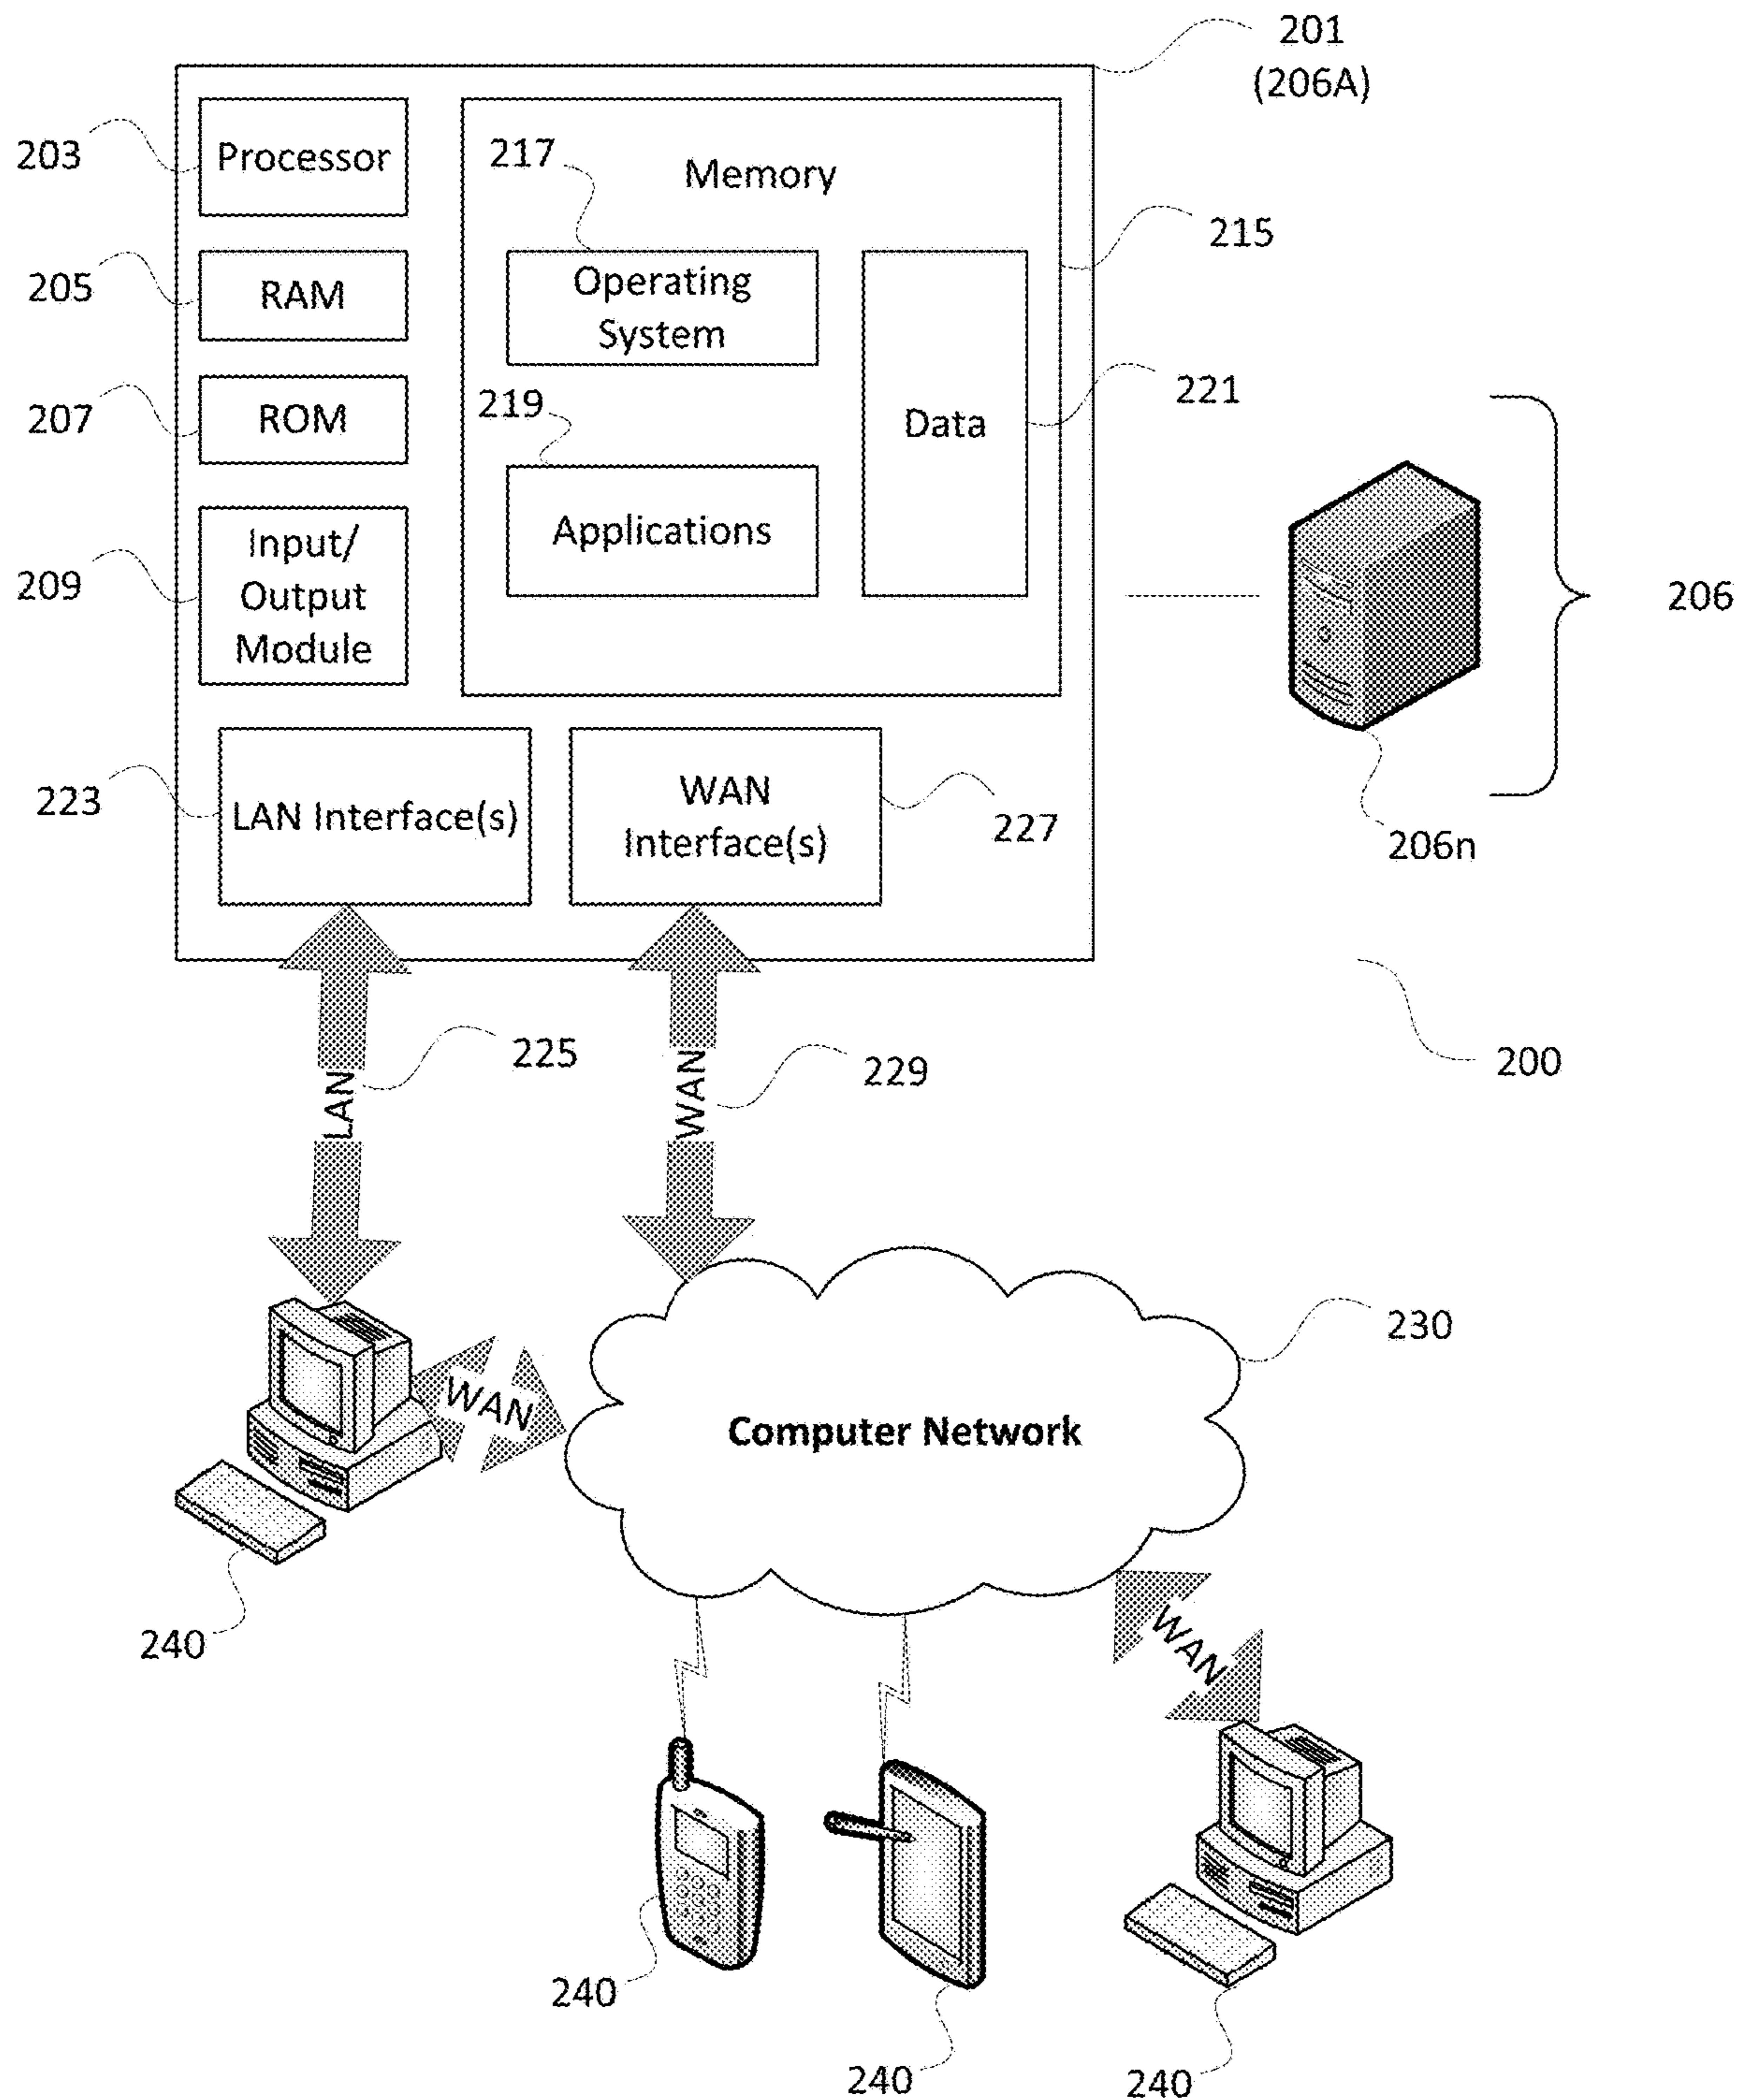 201
(206A)
203
Processor
217
Memory
215
205
RAM
Operating
System
207
ROM
219
221
Data
209
Input/
Output
Module
Applications
206
223
LAN Interface(s)
WAN
Interface(s)
227
206n
225
229
200
LAN
WAN
230
WAN
Computer Network
240
WAN
240
240
240